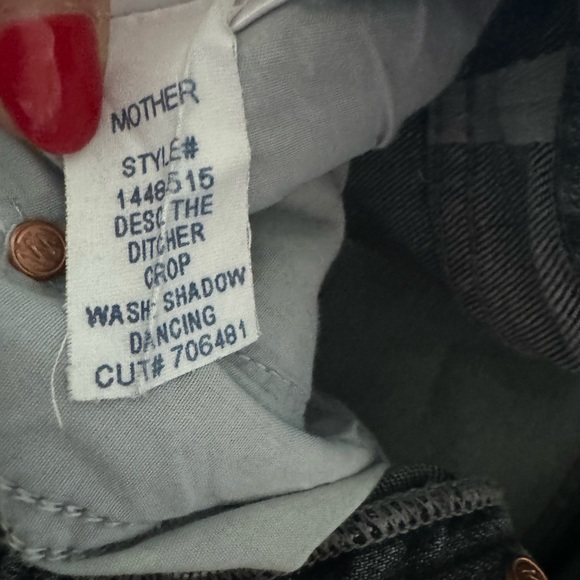 MOTHER
STYLE#
1448515
DESC THE
DITCHER
CROP
WASH: SHADOW
DANCING
CUT# 706481